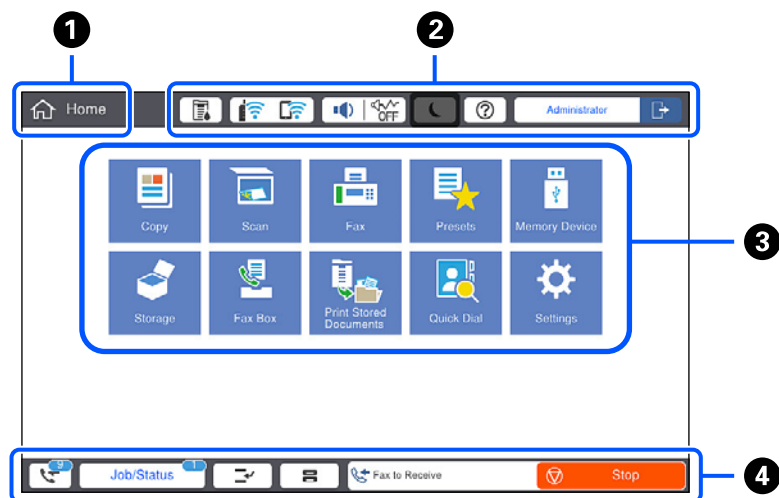 1
2
Home
OFF
?
Administrator
3
Copy
Scan
Fax
Presets
Memory Device
Storage
Fax Box
Print Stored
Documents
Quick Dial
Settings
9
Job/Status
1
Fax to Receive
Stop
4